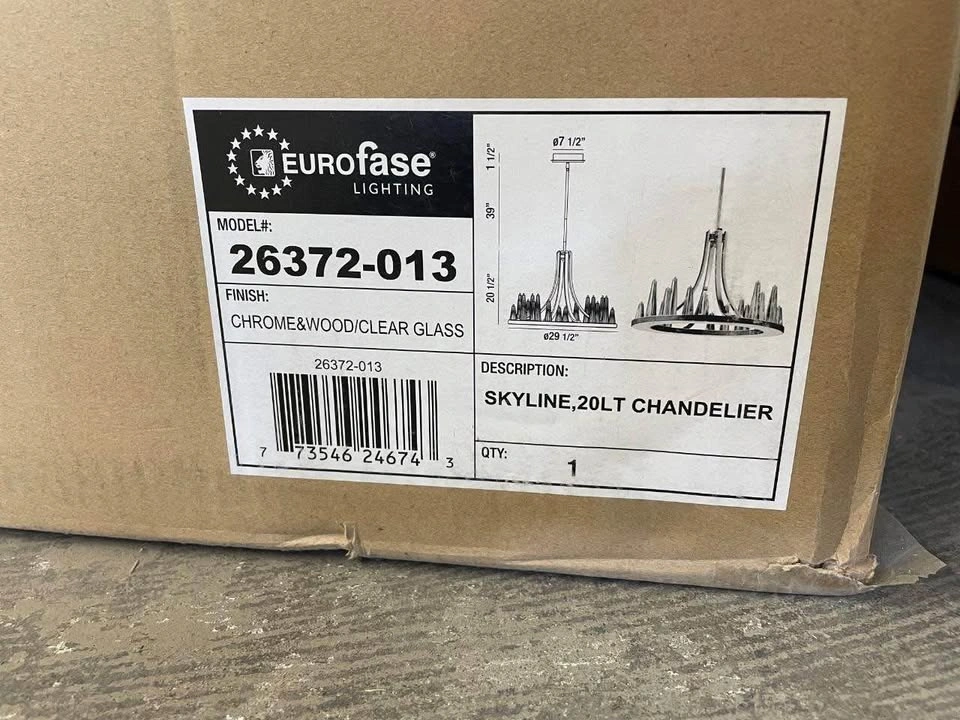 EUROfase®
LIGHTING
MODEL#:
26372-013
FINISH:
CHROME&WOOD/CLEAR GLASS
26372-013
7 73546 24674 3
ø7 1/2"
1 1/2"
39"
20 1/2"
ø29 1/2"
DESCRIPTION:
SKYLINE,20LT CHANDELIER
QTY:
1